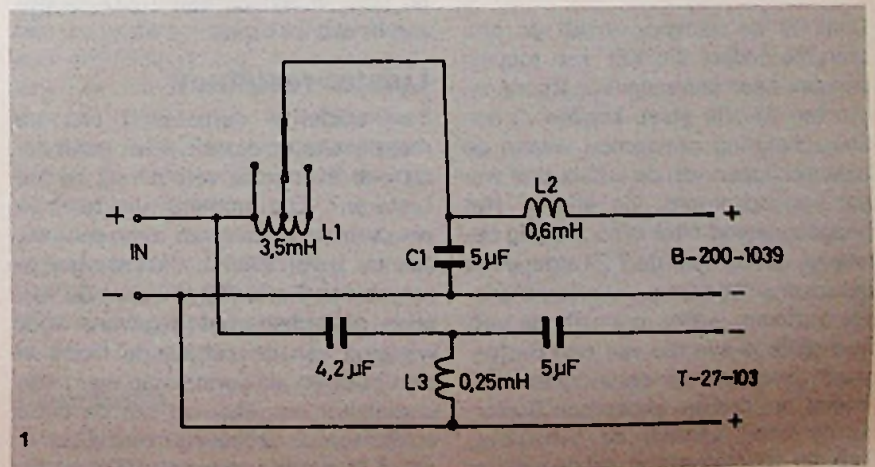 L1
3,5mH
L2
0,6mH
+
+
IN
C1
5µF
B-200-1039
−
−
−
4,2µF
5µF
L3
0,25mH
T-27-103
+
1